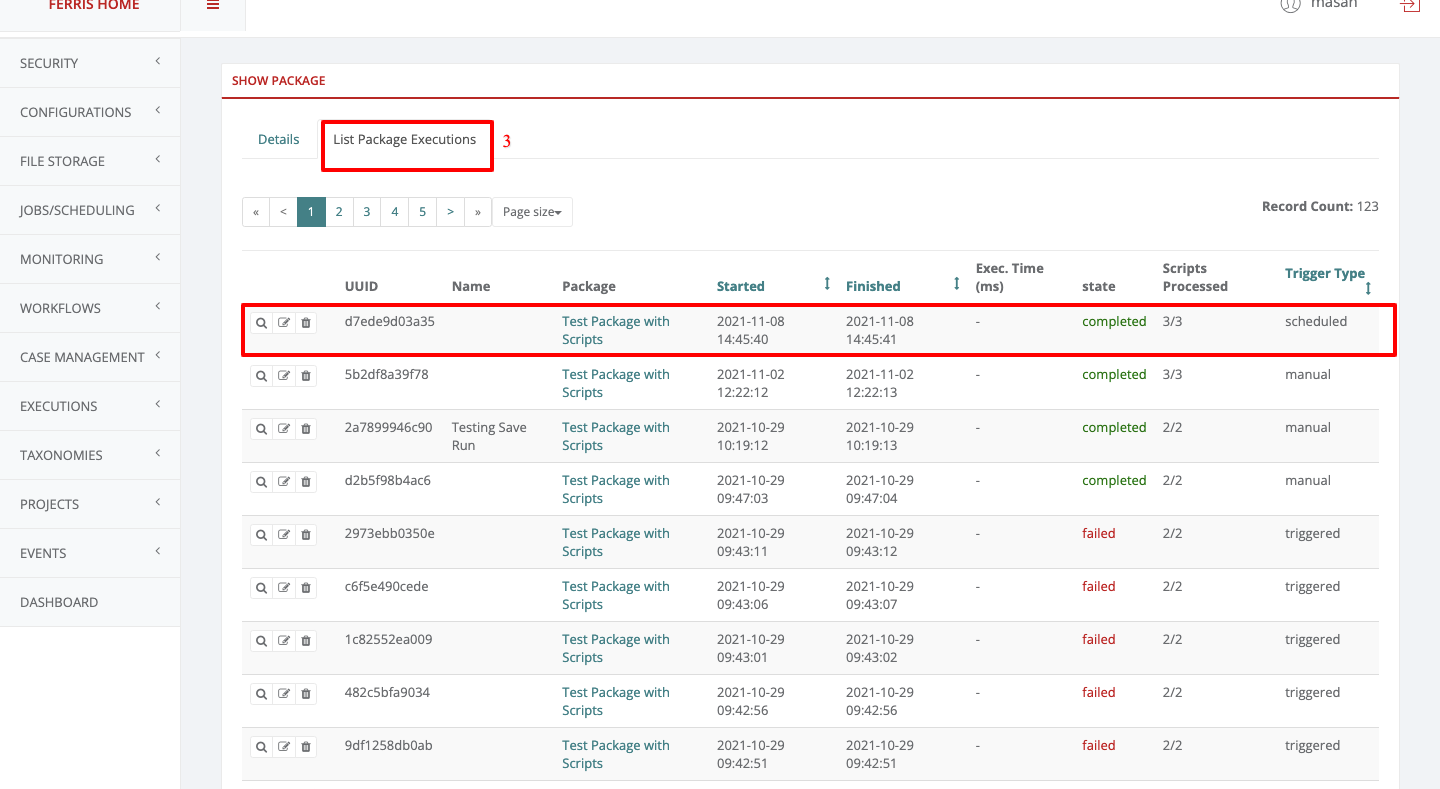 FERRIS HOME
masan
SECURITY
CONFIGURATIONS
FILE STORAGE
JOBS/SCHEDULING
MONITORING
WORKFLOWS
CASE MANAGEMENT
EXECUTIONS
TAXONOMIES
PROJECTS
EVENTS
DASHBOARD
SHOW PACKAGE
Details List Package Executions 3
« < 1 2 3 4 5 > » Page size
Record Count: 123
UUID Name Package Started Finished Exec. Time (ms) state Scripts Processed Trigger Type
d7ede9d03a35 Test Package with Scripts 2021-11-08 14:45:40 2021-11-08 14:45:41 - completed 3/3 scheduled
5b2df8a39f78 Test Package with Scripts 2021-11-02 12:22:12 2021-11-02 12:22:13 - completed 3/3 manual
2a7899946c90 Testing Save Run Test Package with Scripts 2021-10-29 10:19:12 2021-10-29 10:19:13 - completed 2/2 manual
d2b5f98b4ac6 Test Package with Scripts 2021-10-29 09:47:03 2021-10-29 09:47:04 - completed 2/2 manual
2973ebb0350e Test Package with Scripts 2021-10-29 09:43:11 2021-10-29 09:43:12 - failed 2/2 triggered
c6f5e490cede Test Package with Scripts 2021-10-29 09:43:06 2021-10-29 09:43:07 - failed 2/2 triggered
1c82552ea009 Test Package with Scripts 2021-10-29 09:43:01 2021-10-29 09:43:02 - failed 2/2 triggered
482c5bfa9034 Test Package with Scripts 2021-10-29 09:42:56 2021-10-29 09:42:56 - failed 2/2 triggered
9df1258db0ab Test Package with Scripts 2021-10-29 09:42:51 2021-10-29 09:42:51 - failed 2/2 triggered